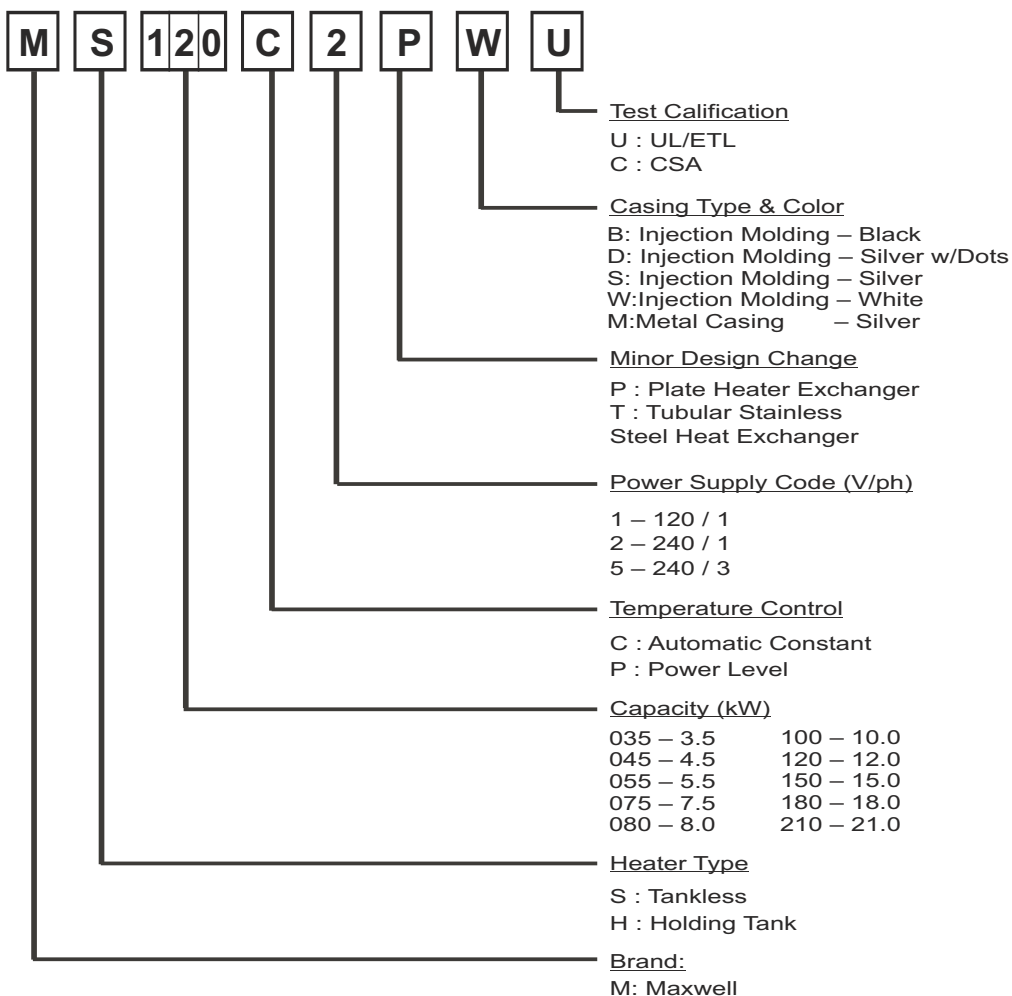 M S 120 C 2 P W U
Test Calification
U : UL/ETL
C : CSA
Casing Type & Color
B: Injection Molding – Black
D: Injection Molding – Silver w/Dots
S: Injection Molding – Silver
W:Injection Molding – White
M:Metal Casing – Silver
Minor Design Change
P : Plate Heater Exchanger
T : Tubular Stainless
Steel Heat Exchanger
Power Supply Code (V/ph)
1 – 120 / 1
2 – 240 / 1
5 – 240 / 3
Temperature Control
C : Automatic Constant
P : Power Level
Capacity (kW)
035 – 3.5 100 – 10.0
045 – 4.5 120 – 12.0
055 – 5.5 150 – 15.0
075 – 7.5 180 – 18.0
080 – 8.0 210 – 21.0
Heater Type
S : Tankless
H : Holding Tank
Brand:
M: Maxwell